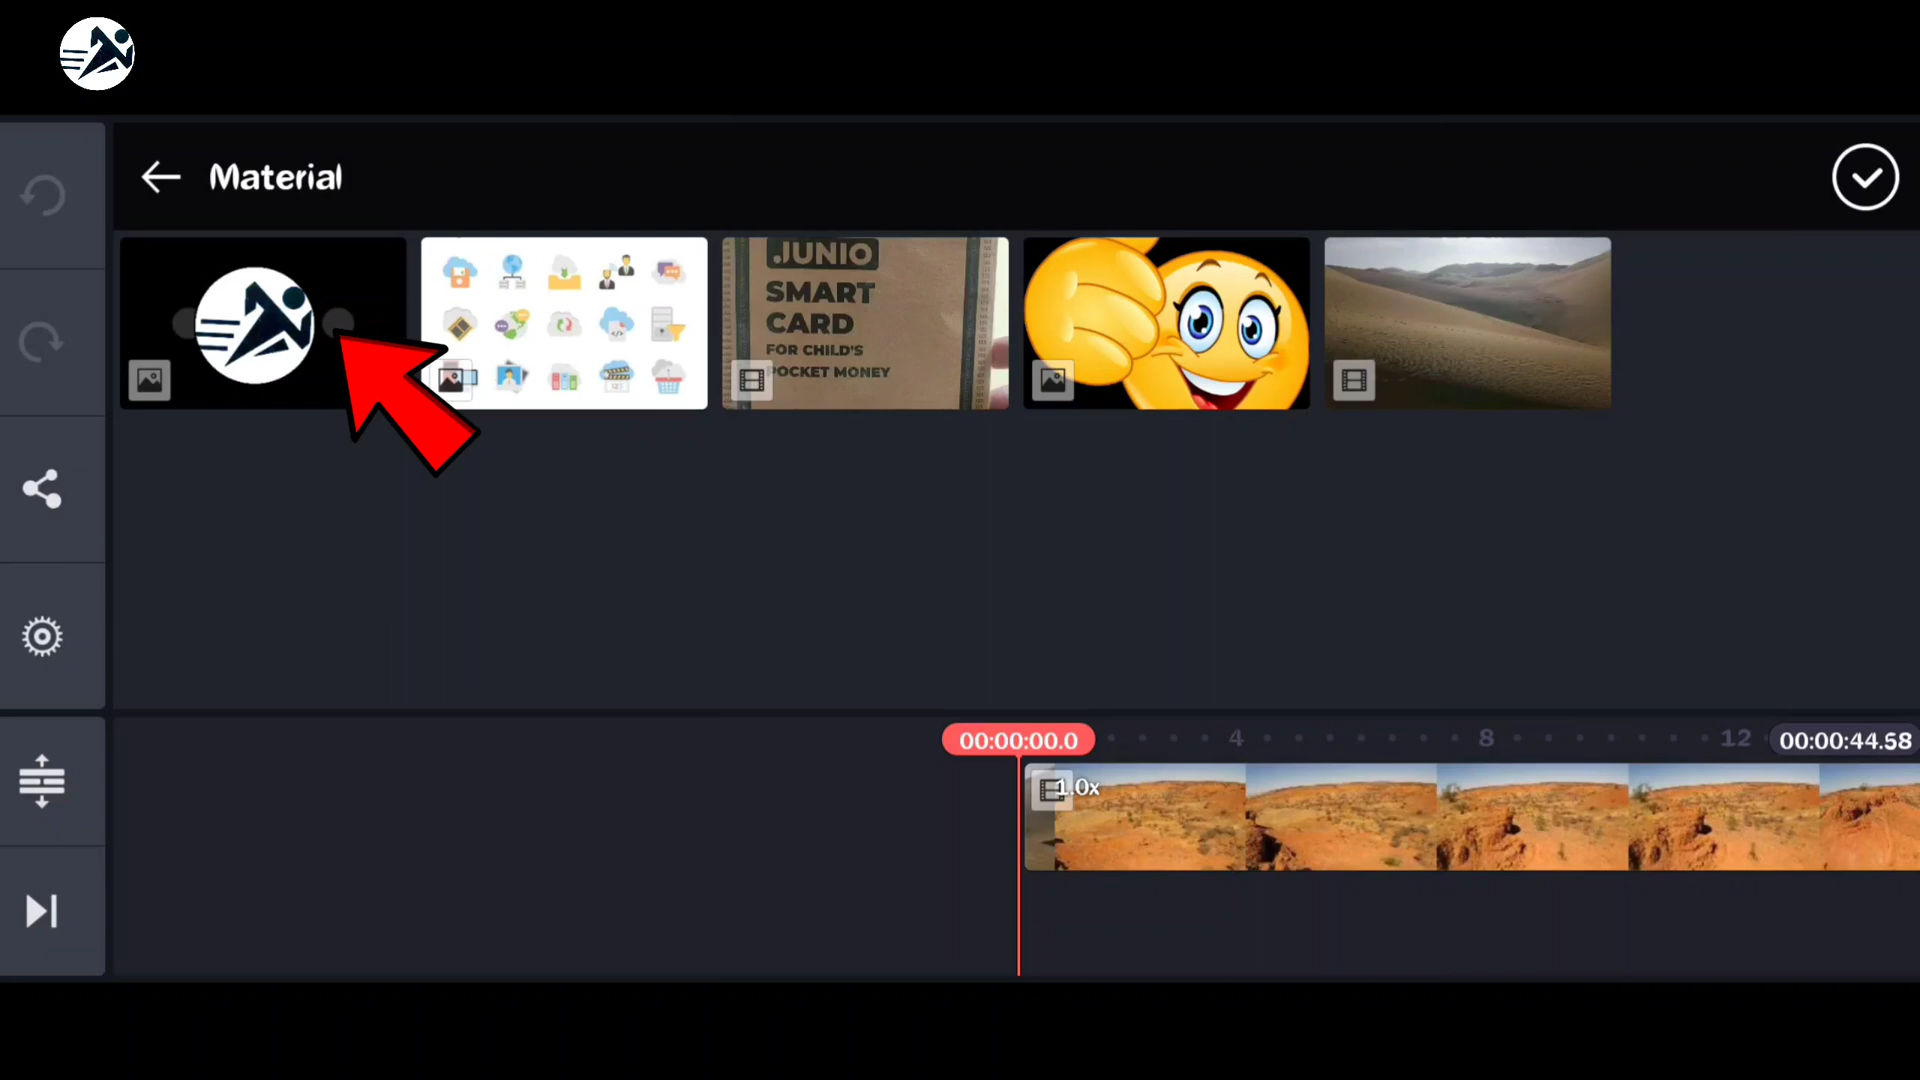 Material
.JUNIO
SMART
CARD
FOR CHILD'S
POCKET MONEY
00:00:00.0
4
8
12
00:00:44.58
1.0x